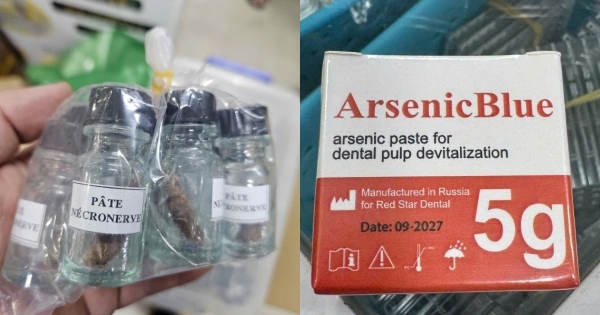 PÂTE
NÉCRONERVE
NÉCRONERVE
ArsenicBlue
arsenic paste for
dental pulp devitalization
Manufactured in Russia
for Red Star Dental
Date: 09-2027
5g